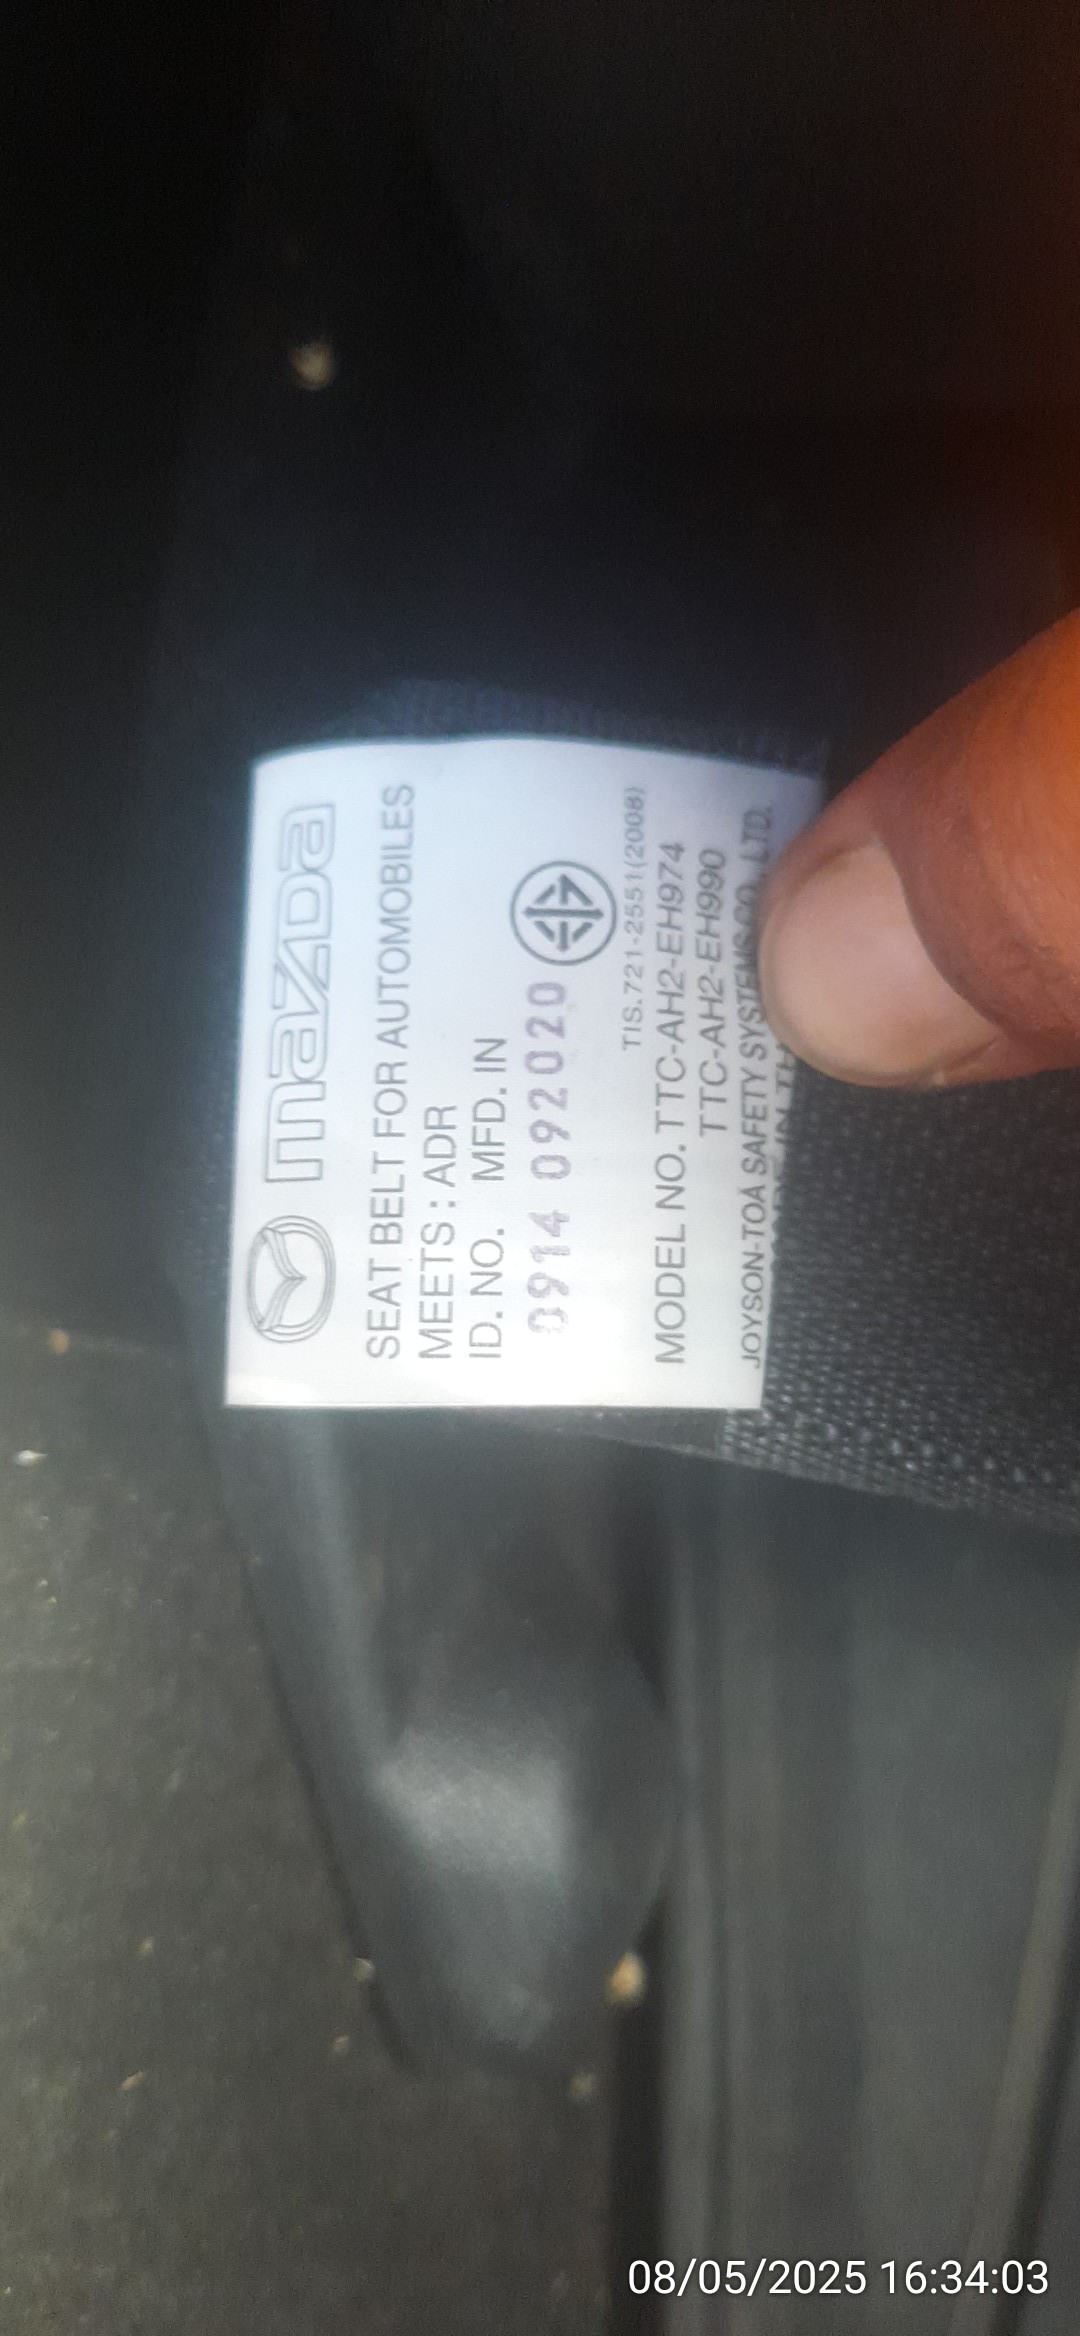 mazda
SEAT BELT FOR AUTOMOBILES
MEETS : ADR
ID. NO. MFD. IN
0914 092020
TIS.721-2551(2008)
MODEL NO. TTC-AH2-EH974
TTC-AH2-EH990
JOYSON-TOA SAFETY SYSTEMS CO., LTD.
08/05/2025 16:34:03